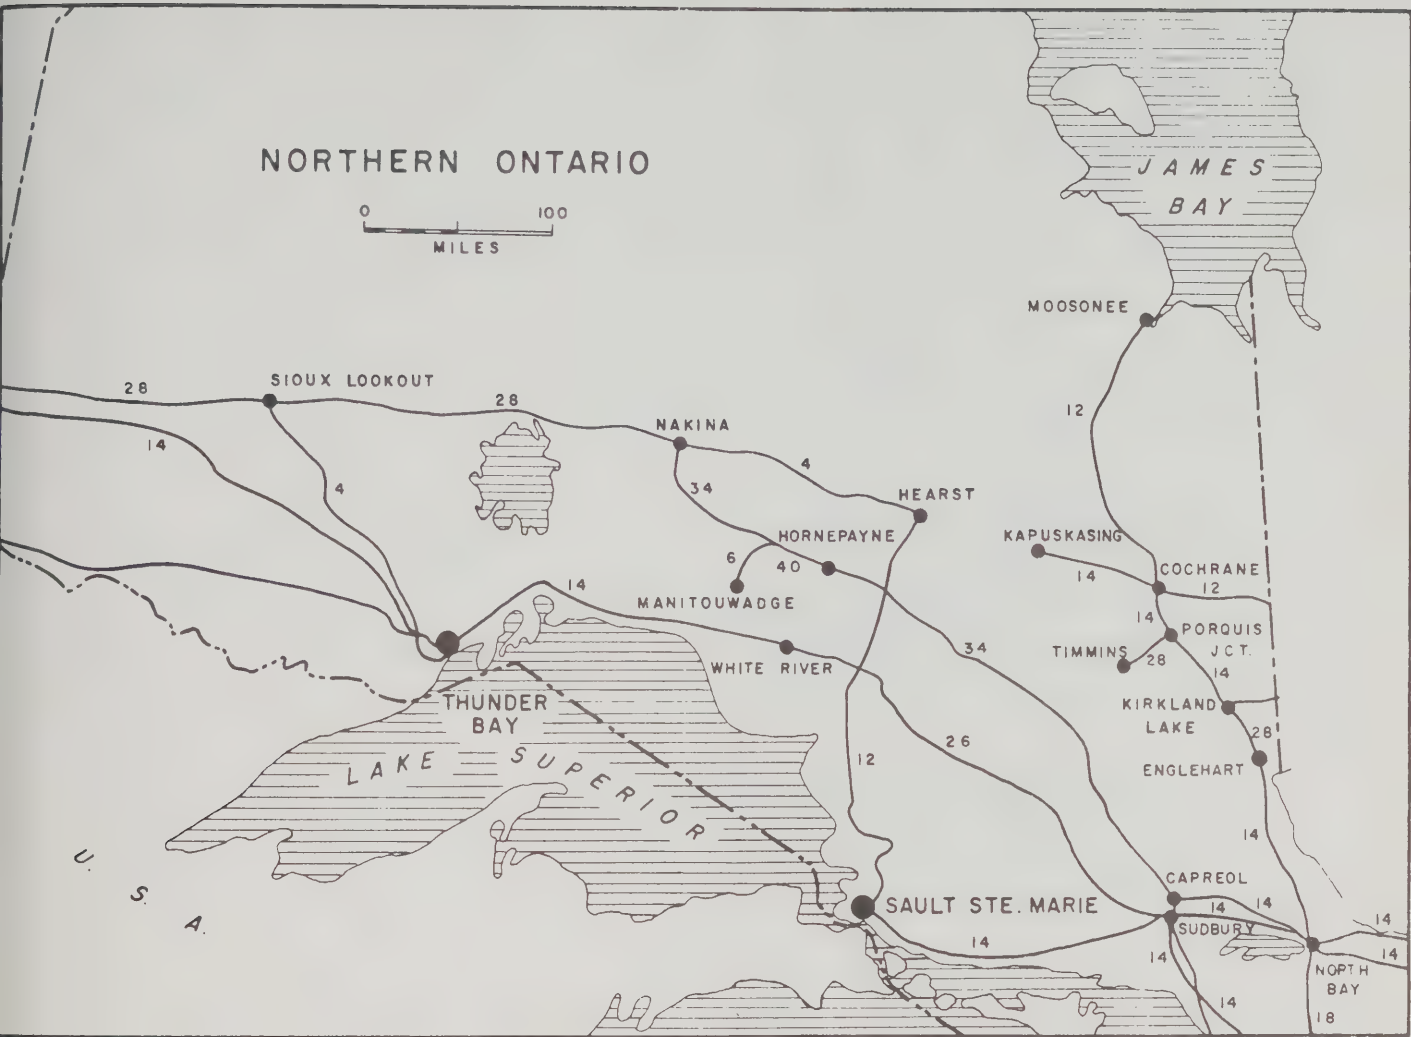 NORTHERN ONTARIO
0 100
MILES
JAMES
BAY
MOOSONEE
SIOUX LOOKOUT
28
28
14
4
NAKINA
4
34
HEARST
12
HORNEPAYNE
6
40
MANITOUWADGE
14
KAPUSKASING
14
COCHRANE
12
14
PORQUIS
JCT.
TIMMINS
28
14
34
WHITE RIVER
KIRKLAND
LAKE
28
THUNDER
BAY
LAKE SUPERIOR
12
26
ENGLEHART
14
U.S.A.
CAPREOL
SAULT STE. MARIE
14
14
SUDBURY
14
14
14
14
14
NORTH
BAY
18